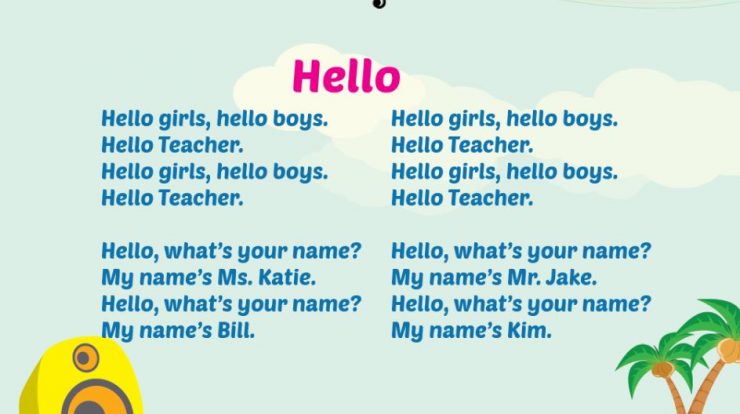 Hello
Hello girls, hello boys.
Hello Teacher.
Hello girls, hello boys.
Hello Teacher.
Hello, what's your name?
My name's Ms. Katie.
Hello, what's your name?
My name's Bill.
Hello girls, hello boys.
Hello Teacher.
Hello girls, hello boys.
Hello Teacher.
Hello, what's your name?
My name's Mr. Jake.
Hello, what's your name?
My name's Kim.